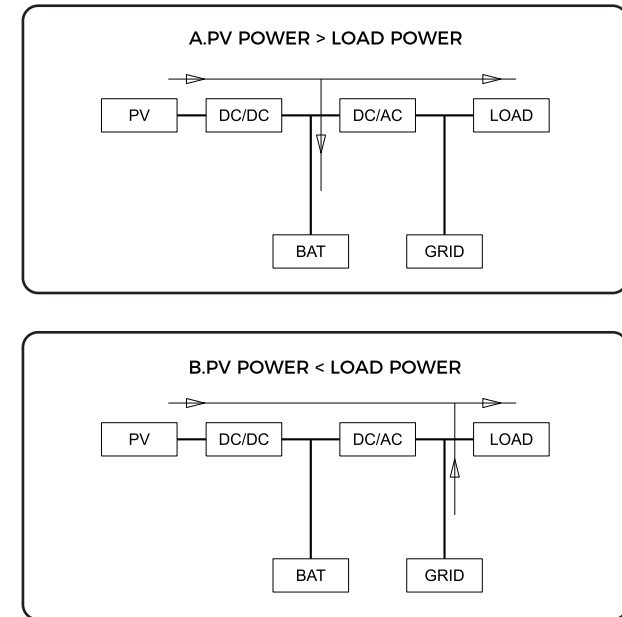 A.PV POWER > LOAD POWER
PV DC/DC DC/AC LOAD
BAT GRID
B.PV POWER < LOAD POWER
PV DC/DC DC/AC LOAD
BAT GRID